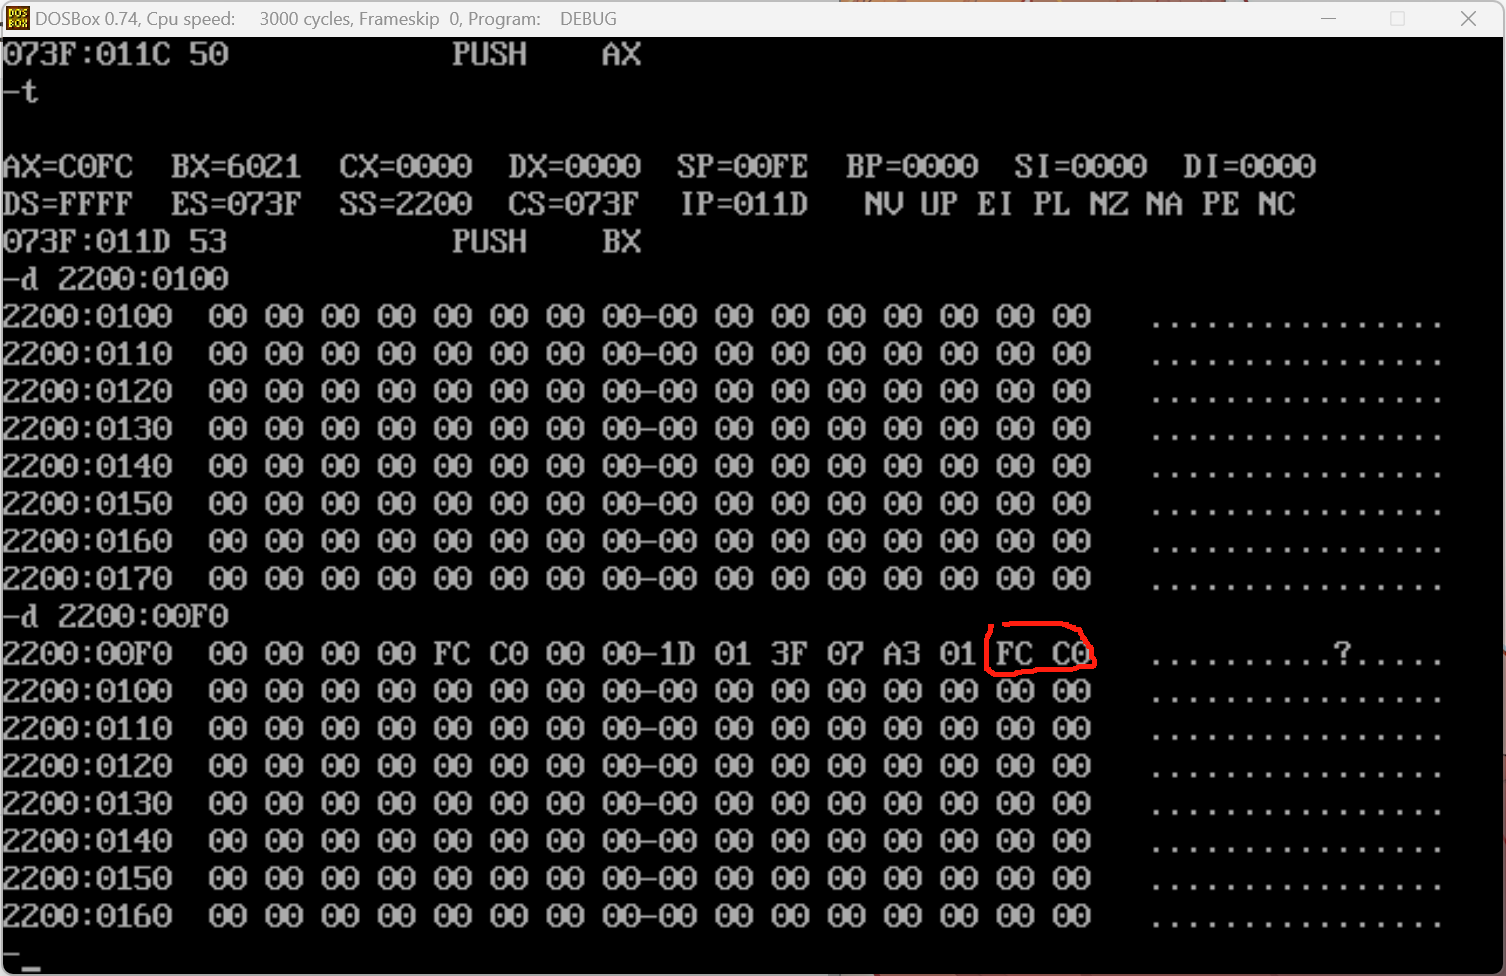 DOSBox 0.74, Cpu speed: 3000 cycles, Frameskip 0, Program: DEBUG
073F:011C 50 PUSH AX
-t
AX=C0FC BX=6021 CX=0000 DX=0000 SP=00FE BP=0000 SI=0000 DI=0000
DS=FFFF ES=073F SS=2200 CS=073F IP=011D NV UP EI PL NZ NA PE NC
073F:011D 53 PUSH BX
-d 2200:0100
2200:0100 00 00 00 00 00 00 00 00-00 00 00 00 00 00 00 00 ................
2200:0110 00 00 00 00 00 00 00 00-00 00 00 00 00 00 00 00 ................
2200:0120 00 00 00 00 00 00 00 00-00 00 00 00 00 00 00 00 ................
2200:0130 00 00 00 00 00 00 00 00-00 00 00 00 00 00 00 00 ................
2200:0140 00 00 00 00 00 00 00 00-00 00 00 00 00 00 00 00 ................
2200:0150 00 00 00 00 00 00 00 00-00 00 00 00 00 00 00 00 ................
2200:0160 00 00 00 00 00 00 00 00-00 00 00 00 00 00 00 00 ................
2200:0170 00 00 00 00 00 00 00 00-00 00 00 00 00 00 00 00 ................
-d 2200:00F0
2200:00F0 00 00 00 00 FC C0 00 00-1D 01 3F 07 A3 01 FC C0 ..........?.....
2200:0100 00 00 00 00 00 00 00 00-00 00 00 00 00 00 00 00 ................
2200:0110 00 00 00 00 00 00 00 00-00 00 00 00 00 00 00 00 ................
2200:0120 00 00 00 00 00 00 00 00-00 00 00 00 00 00 00 00 ................
2200:0130 00 00 00 00 00 00 00 00-00 00 00 00 00 00 00 00 ................
2200:0140 00 00 00 00 00 00 00 00-00 00 00 00 00 00 00 00 ................
2200:0150 00 00 00 00 00 00 00 00-00 00 00 00 00 00 00 00 ................
2200:0160 00 00 00 00 00 00 00 00-00 00 00 00 00 00 00 00 ................
-_